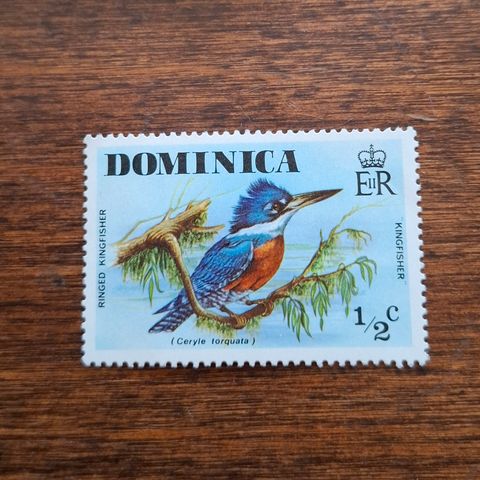 DOMINICA
EIIR
RINGED KINGFISHER
KINGFISHER
1/2c
(Ceryle torquata)